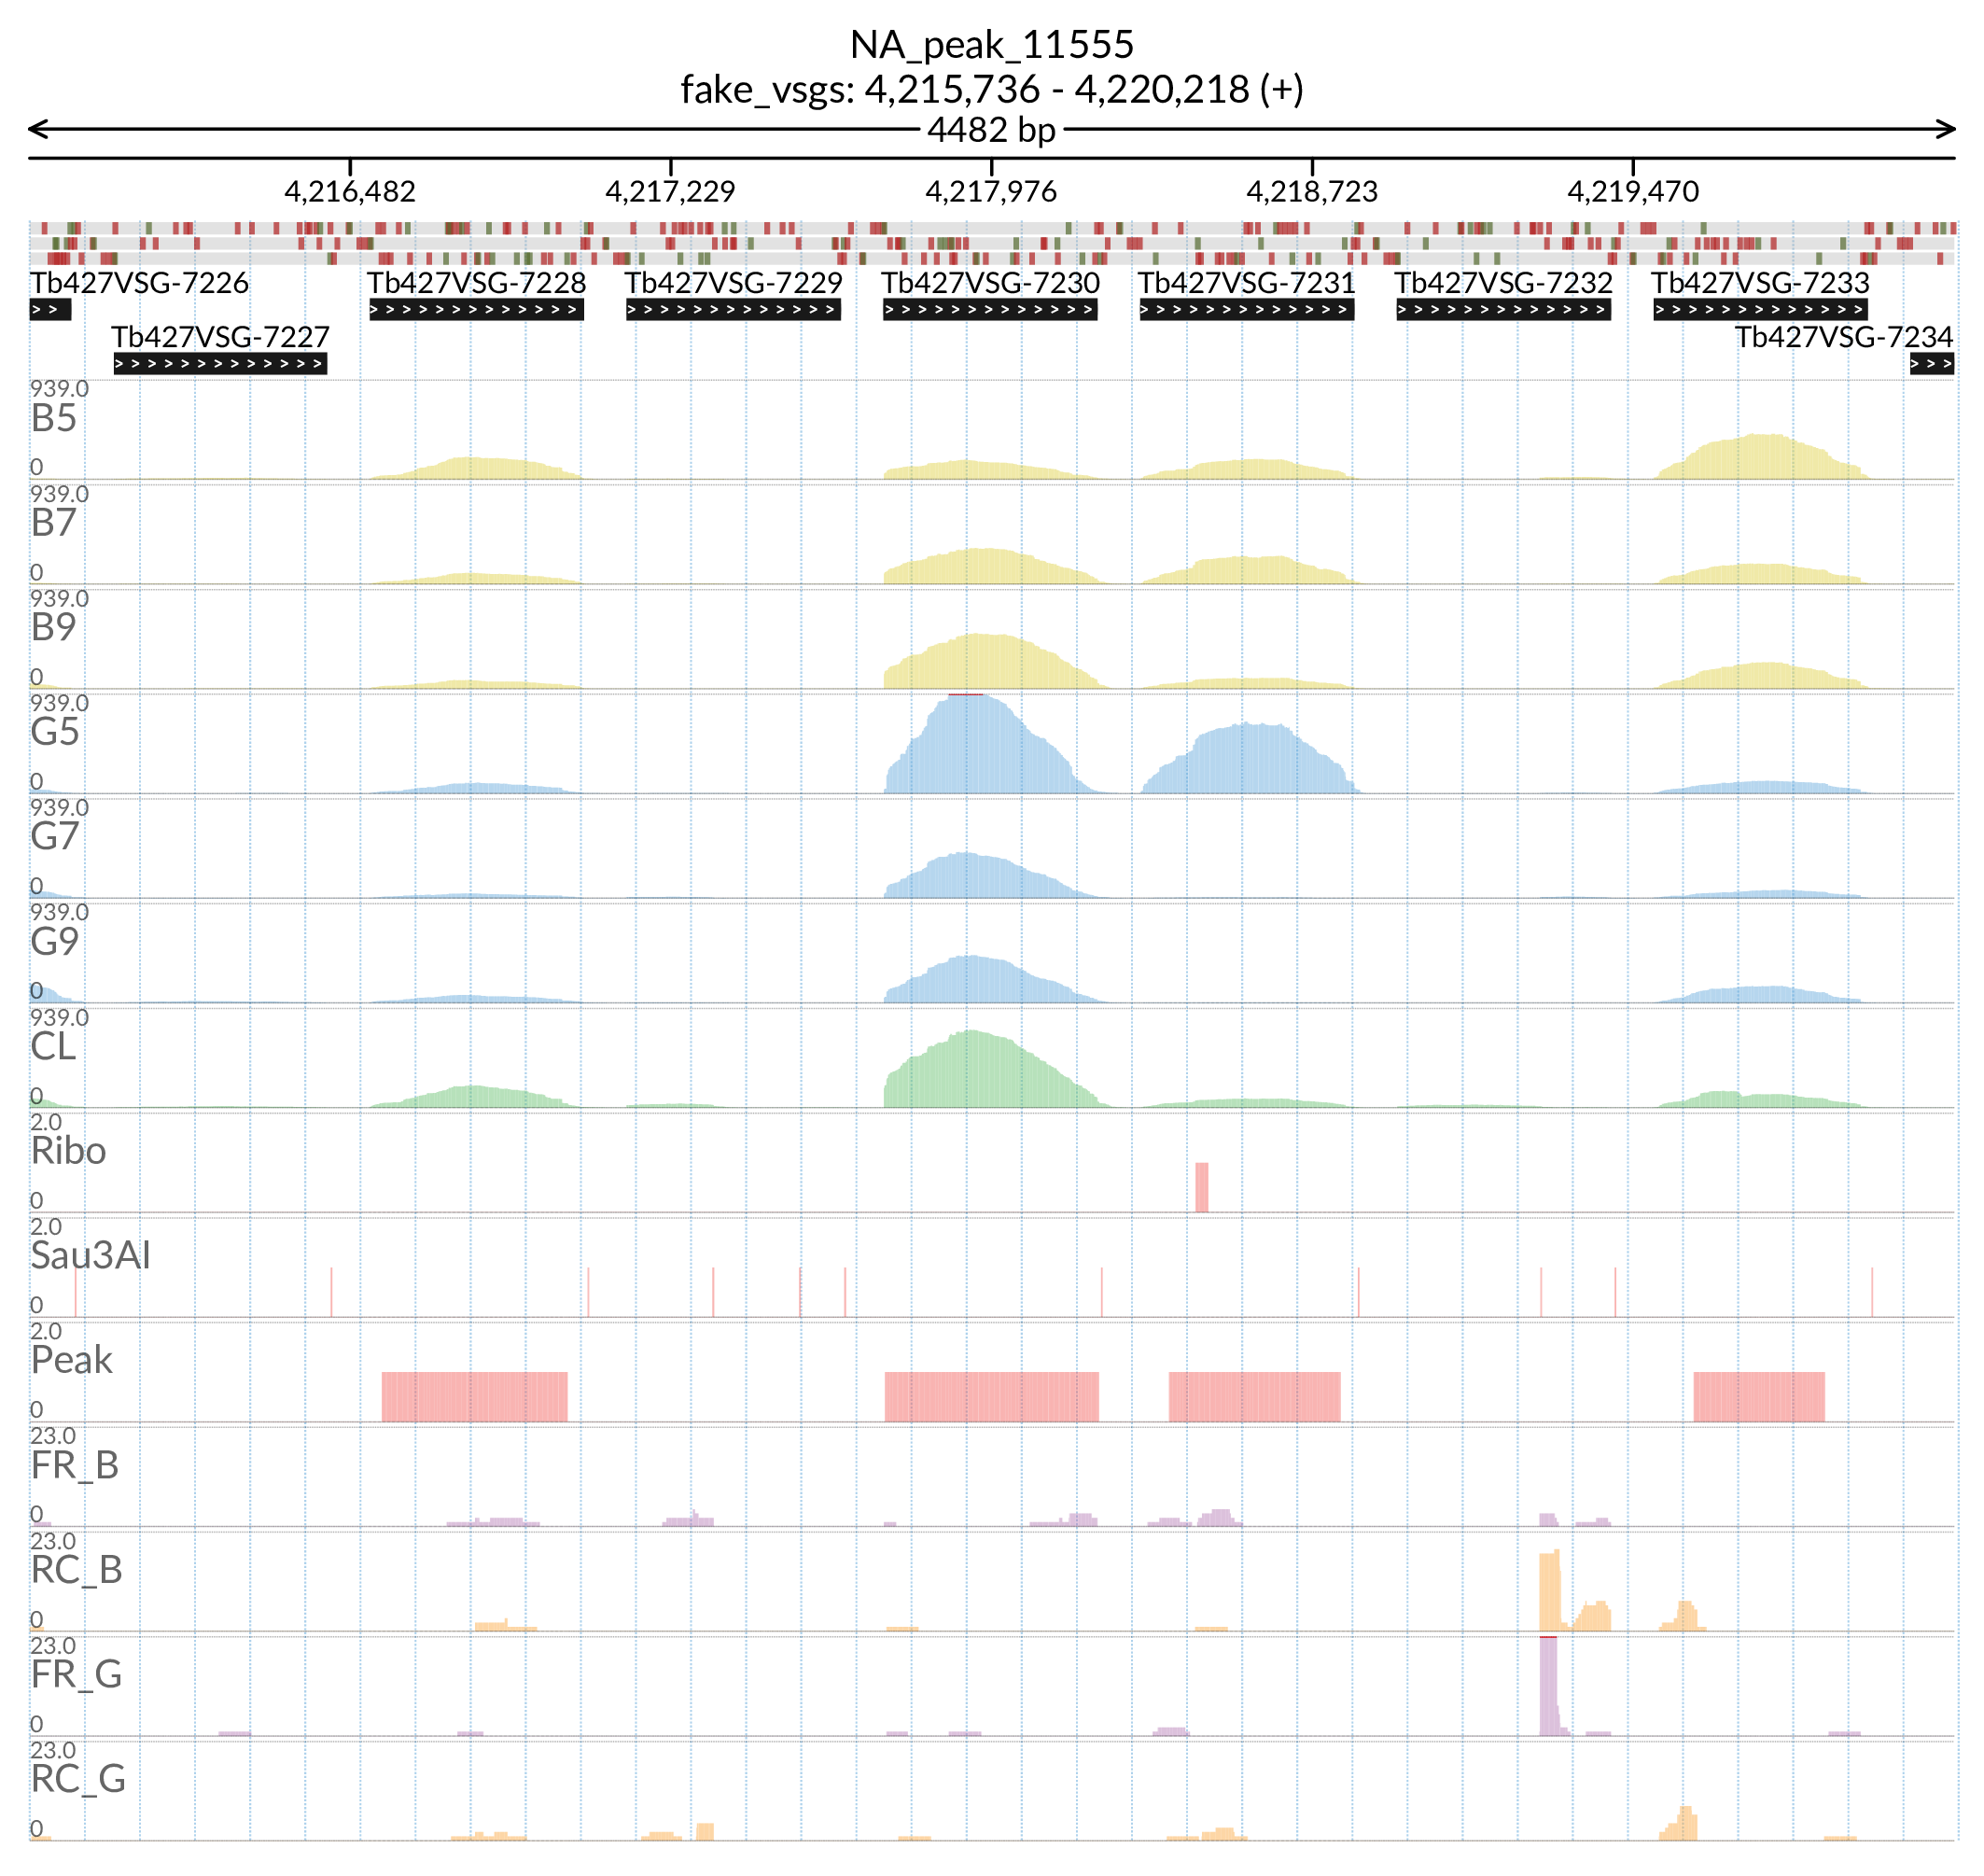 NA_peak_11555
fake_vsgs: 4,215,736 - 4,220,218 (+)
4482 bp
4,216,482 4,217,229 4,217,976 4,218,723 4,219,470
Tb427VSG-7226 Tb427VSG-7228 Tb427VSG-7229 Tb427VSG-7230 Tb427VSG-7231 Tb427VSG-7232 Tb427VSG-7233
Tb427VSG-7227 Tb427VSG-7234
939.0
B5
0
939.0
B7
0
939.0
B9
0
939.0
G5
0
939.0
G7
0
939.0
G9
0
939.0
CL
0
2.0
Ribo
0
2.0
Sau3AI
0
2.0
Peak
0
23.0
FR_B
0
23.0
RC_B
0
23.0
FR_G
0
23.0
RC_G
0